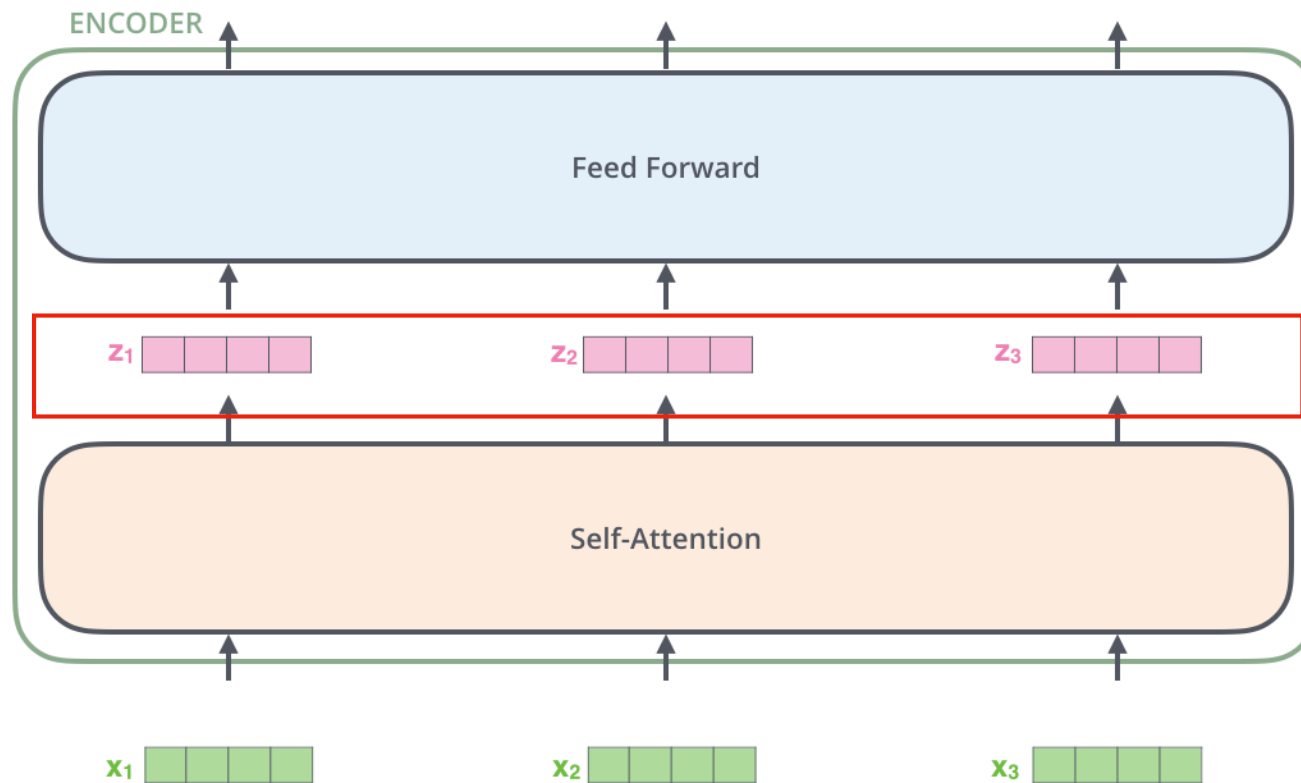 ENCODER
Feed Forward
z₁ z₂ z₃
Self-Attention
x₁ x₂ x₃